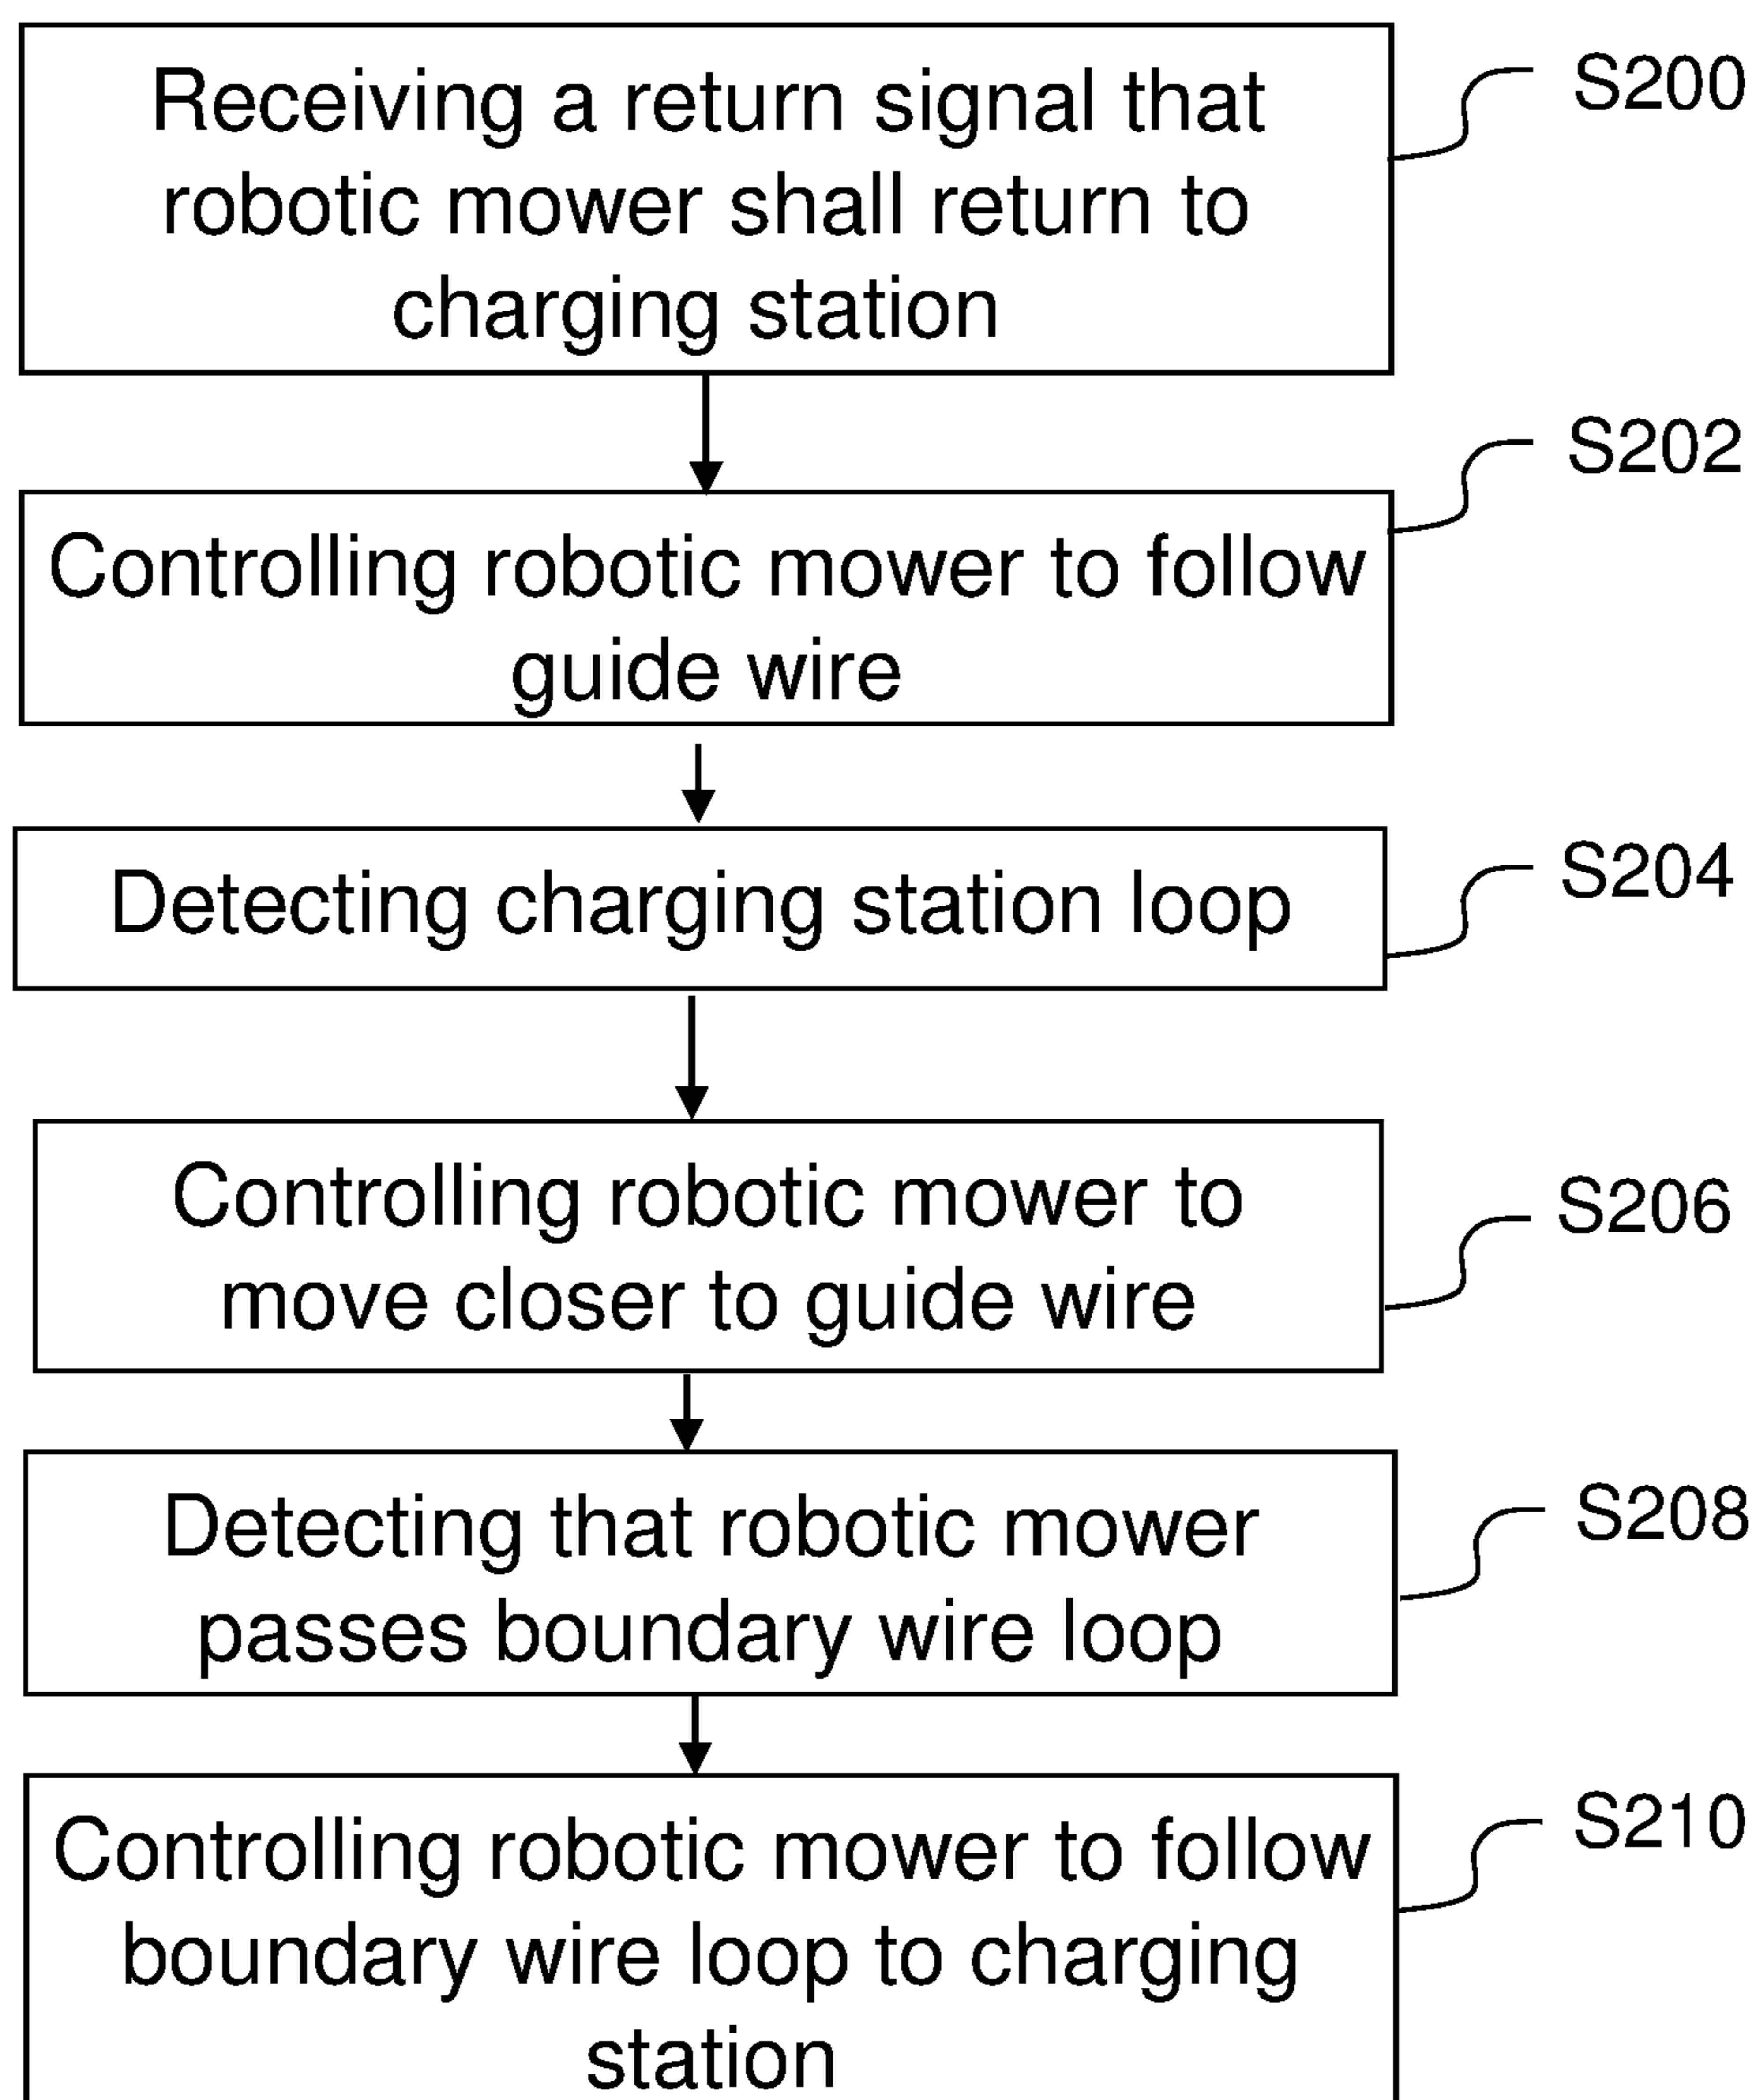 Receiving a return signal that
robotic mower shall return to
charging station
S200
Controlling robotic mower to follow
guide wire
S202
Detecting charging station loop
S204
Controlling robotic mower to
move closer to guide wire
S206
Detecting that robotic mower
passes boundary wire loop
S208
Controlling robotic mower to follow
boundary wire loop to charging
station
S210